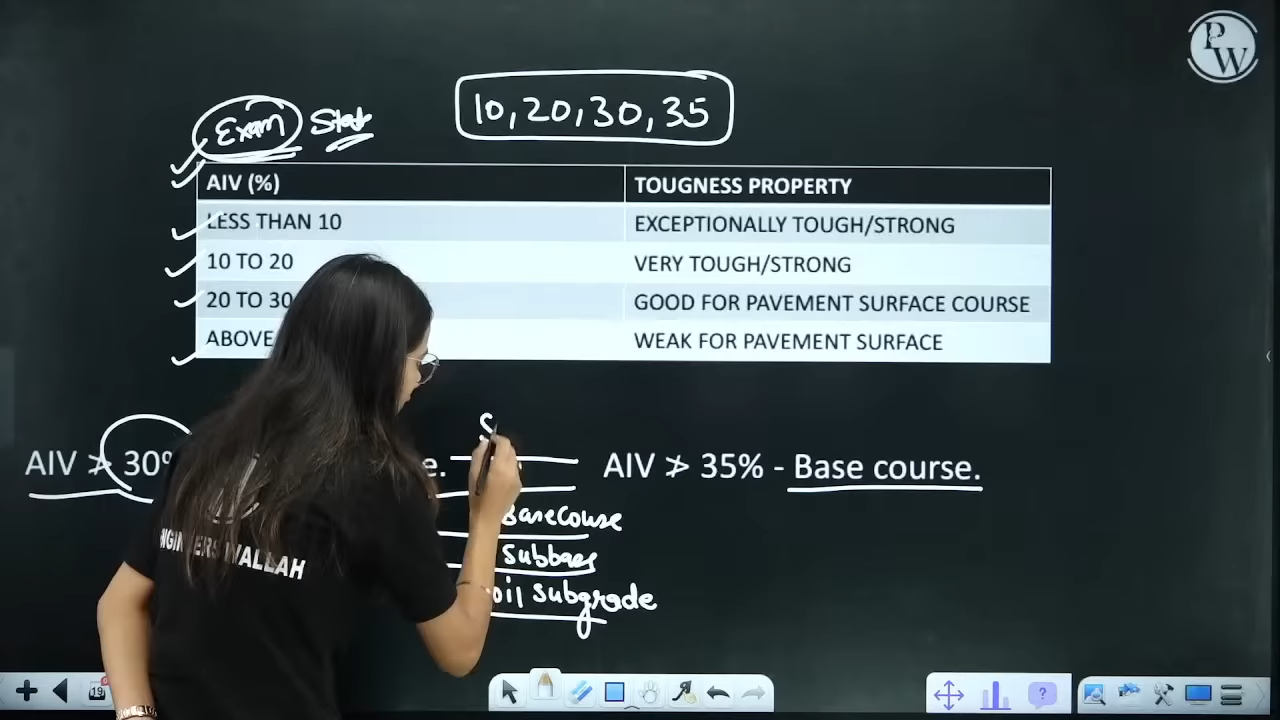 PW
10, 20, 30, 35
Exam Stat
AIV (%) TOUGNESS PROPERTY
LESS THAN 10 EXCEPTIONALLY TOUGH/STRONG
10 TO 20 VERY TOUGH/STRONG
20 TO 30 GOOD FOR PAVEMENT SURFACE COURSE
ABOVE WEAK FOR PAVEMENT SURFACE
S
AIV ≯ 30% e. AIV ≯ 35% - Base course.
BaseCourse
Subbase
oil Subgrade
ENGINEERS WALLAH
19